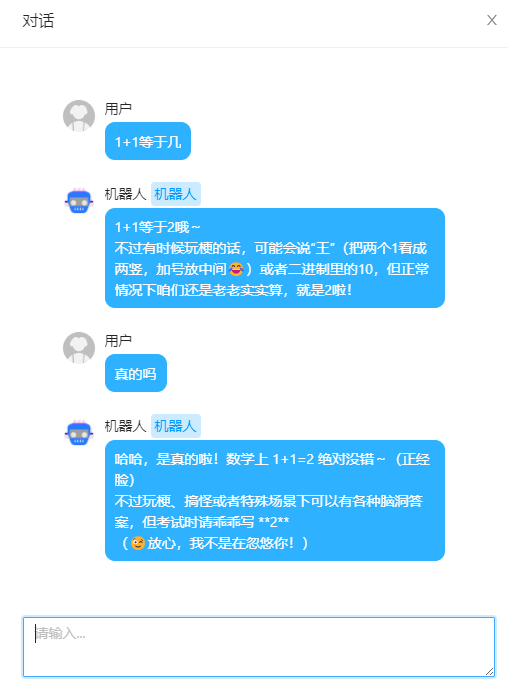 对话
X
用户
1+1等于几
机器人 机器人
1+1等于2哦～
不过有时候玩梗的话，可能会说“王”（把两个1看成
两竖，加号放中间😂）或者二进制里的10，但正常
情况下咱们还是老老实实算，就是2啦！
用户
真的吗
机器人 机器人
哈哈，是真的啦！数学上 1+1=2 绝对没错～（正经
脸）
不过玩梗、搞怪或者特殊场景下可以有各种脑洞答
案，但考试时请乖乖写 **2**
（😉放心，我不是在忽悠你！）
请输入...